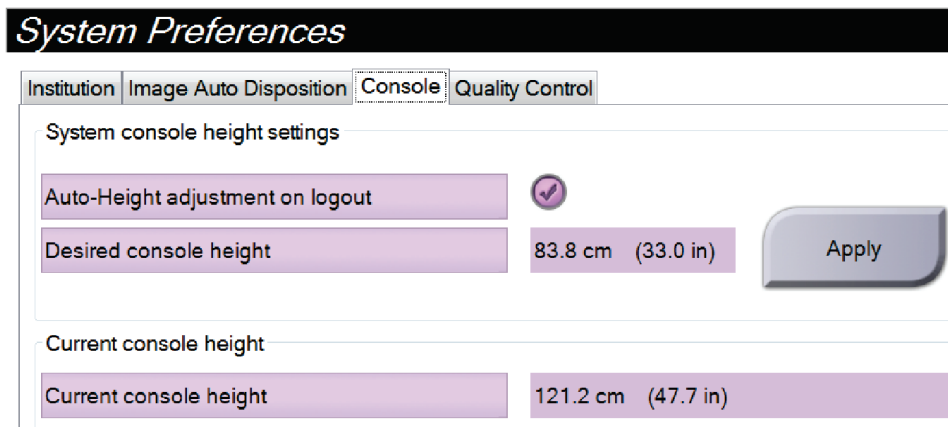 System Preferences
Institution Image Auto Disposition Console Quality Control
System console height settings
Auto-Height adjustment on logout
Desired console height 83.8 cm (33.0 in) Apply
Current console height
Current console height 121.2 cm (47.7 in)